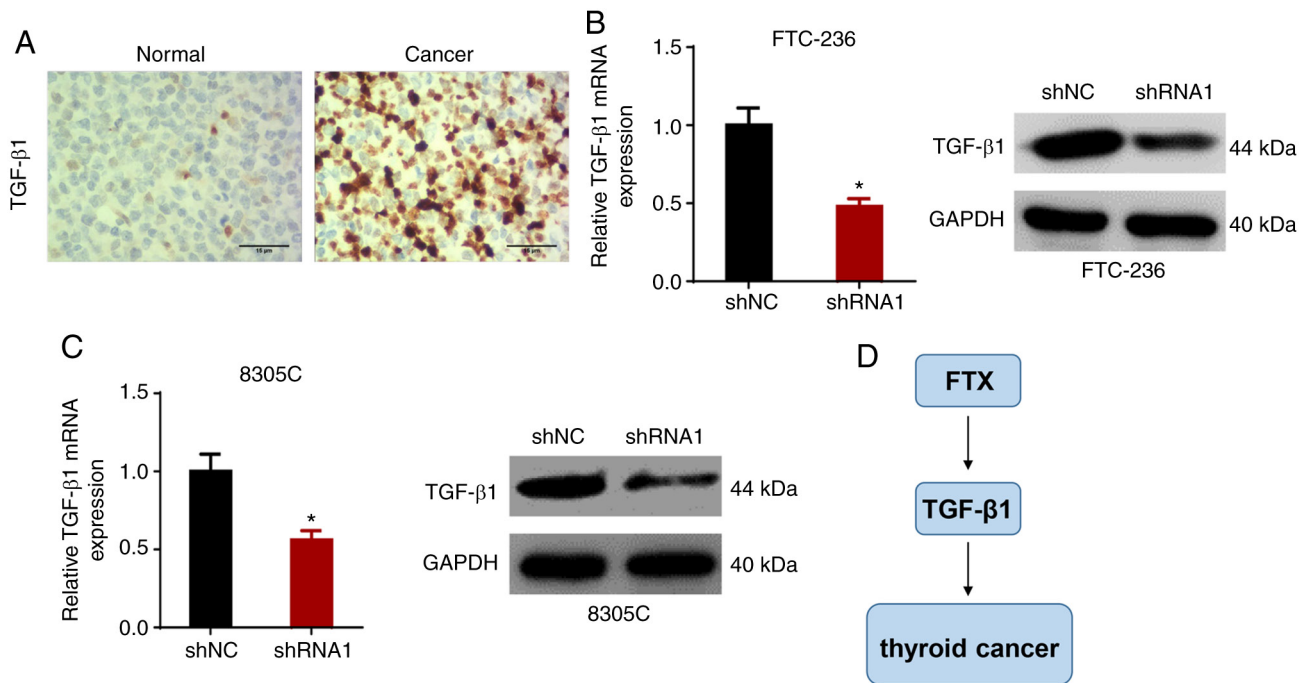 A
Normal
Cancer
TGF-β1
15 µm
B
FTC-236
Relative TGF-β1 mRNA
expression
1.5
1.0
0.5
0.0
*
shNC
shRNA1
shNC
shRNA1
TGF-β1
44 kDa
GAPDH
40 kDa
FTC-236
C
8305C
Relative TGF-β1 mRNA
expression
1.5
1.0
0.5
0.0
*
shNC
shRNA1
shNC
shRNA1
TGF-β1
44 kDa
GAPDH
40 kDa
8305C
D
FTX
TGF-β1
thyroid cancer